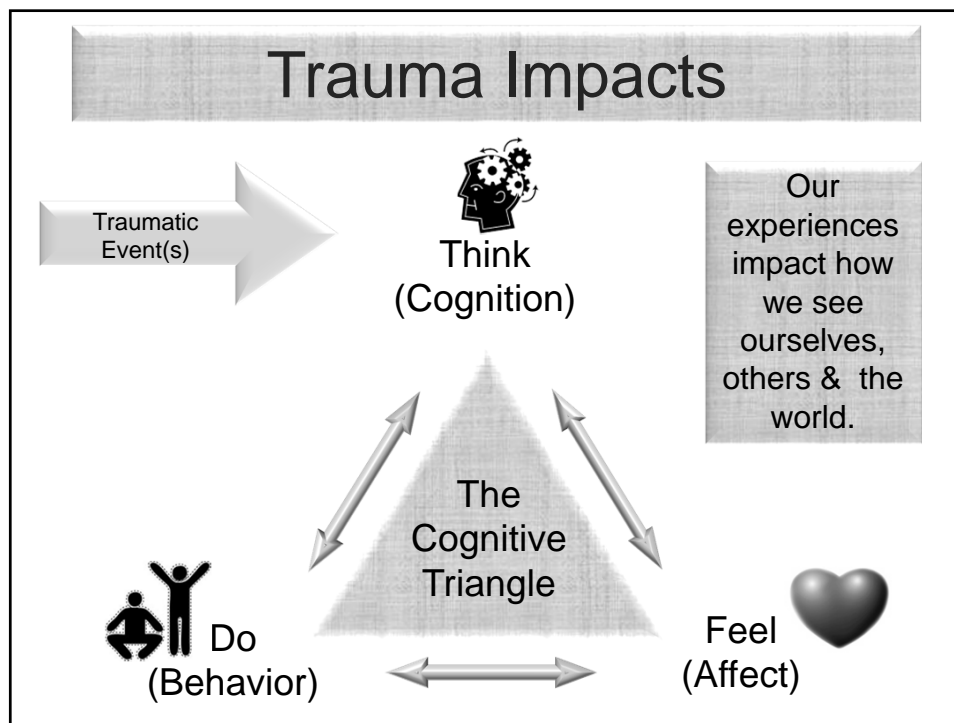 Trauma Impacts
Traumatic
Event(s)
Think
(Cognition)
Our
experiences
impact how
we see
ourselves,
others & the
world.
The
Cognitive
Triangle
Do
(Behavior)
Feel
(Affect)